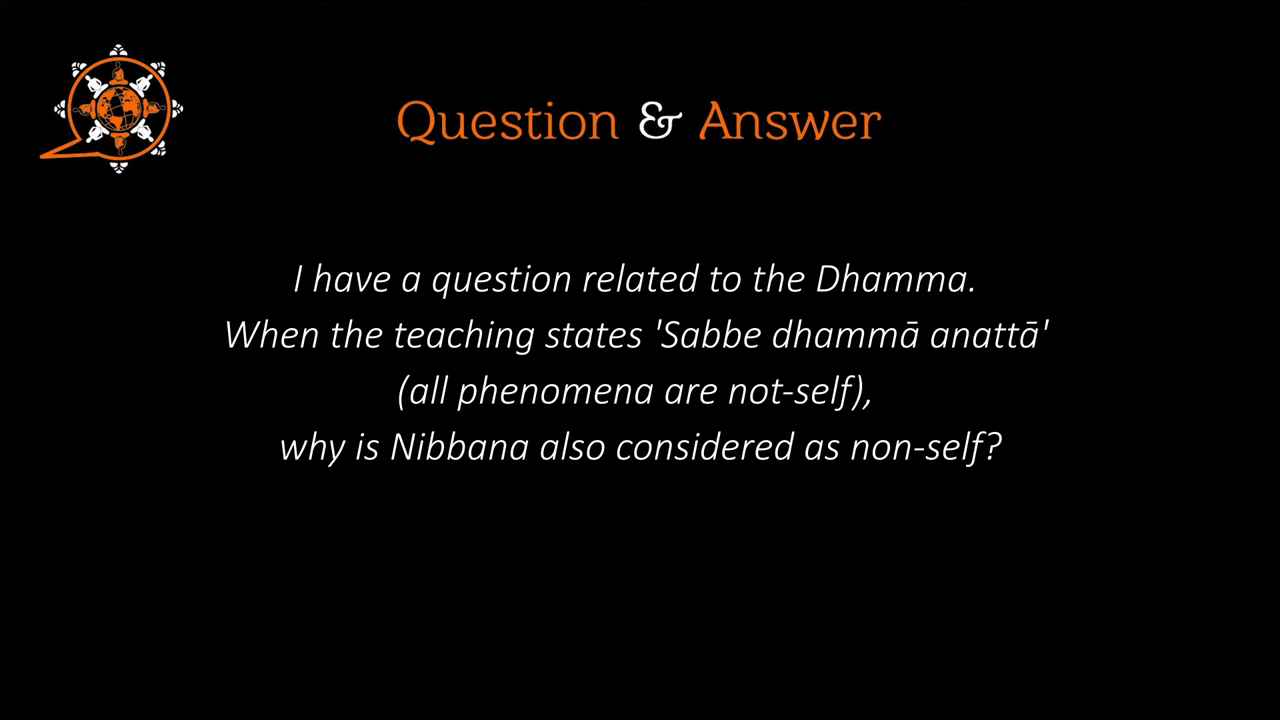 Question & Answer
I have a question related to the Dhamma.
When the teaching states 'Sabbe dhammā anattā'
(all phenomena are not-self),
why is Nibbana also considered as non-self?